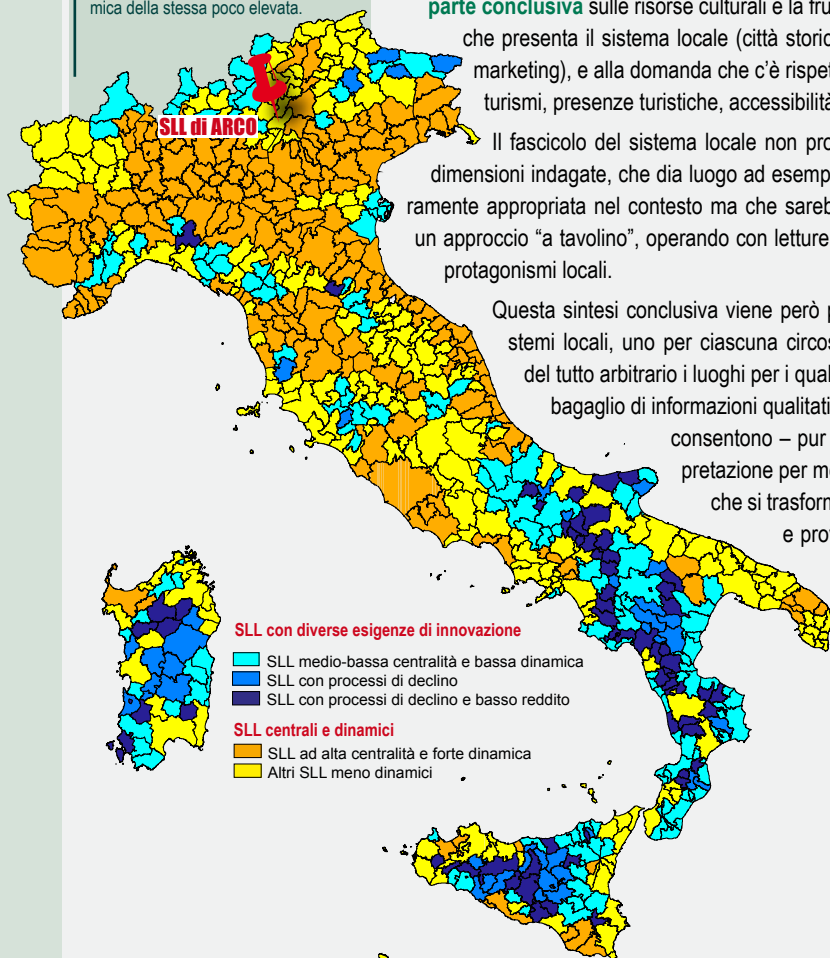 mica della stessa poco elevata.
parte conclusiva sulle risorse culturali e la fru
che presenta il sistema locale (città storic
marketing), e alla domanda che c'è rispet
turismi, presenze turistiche, accessibilità
Il fascicolo del sistema locale non pro
dimensioni indagate, che dia luogo ad esemp
ramente appropriata nel contesto ma che sareb
un approccio “a tavolino”, operando con letture
protagonismi locali.
Questa sintesi conclusiva viene però p
stemi locali, uno per ciascuna circos
del tutto arbitrario i luoghi per i qual
bagaglio di informazioni qualitati
consentono – pur
pretazione per me
che si trasform
e prot
SLL di ARCO
SLL con diverse esigenze di innovazione
SLL medio-bassa centralità e bassa dinamica
SLL con processi di declino
SLL con processi di declino e basso reddito
SLL centrali e dinamici
SLL ad alta centralità e forte dinamica
Altri SLL meno dinamici